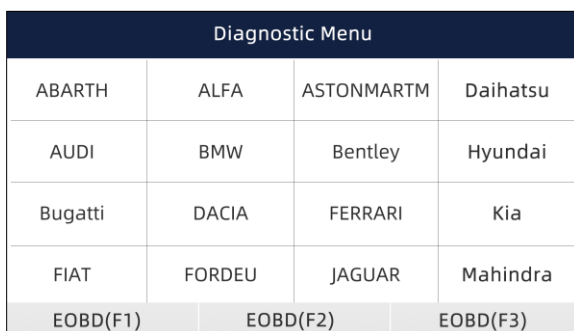 Diagnostic Menu
ABARTH ALFA ASTONMARTM Daihatsu
AUDI BMW Bentley Hyundai
Bugatti DACIA FERRARI Kia
FIAT FORDEU JAGUAR Mahindra
EOBD(F1) EOBD(F2) EOBD(F3)